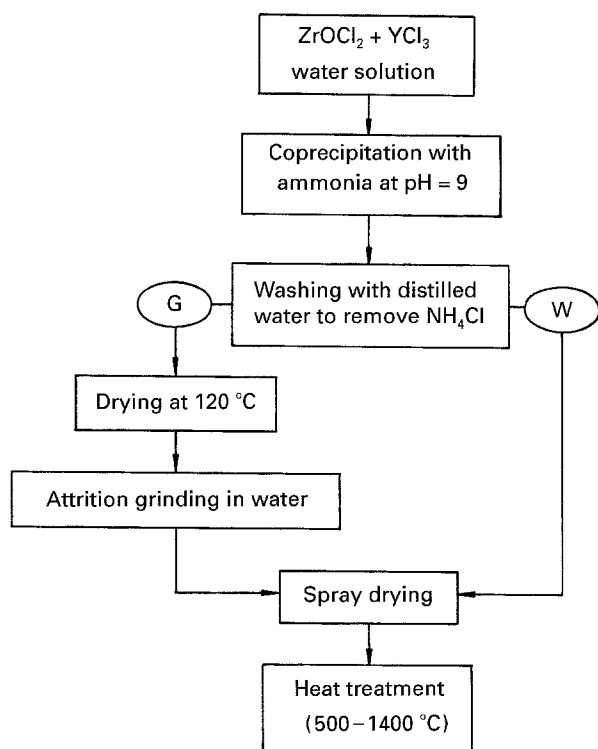 ZrOCl₂ + YCl₃
water solution
Coprecipitation with
ammonia at pH = 9
G
Washing with distilled
water to remove NH₄Cl
W
Drying at 120 °C
Attrition grinding in water
Spray drying
Heat treatment
(500–1400 °C)